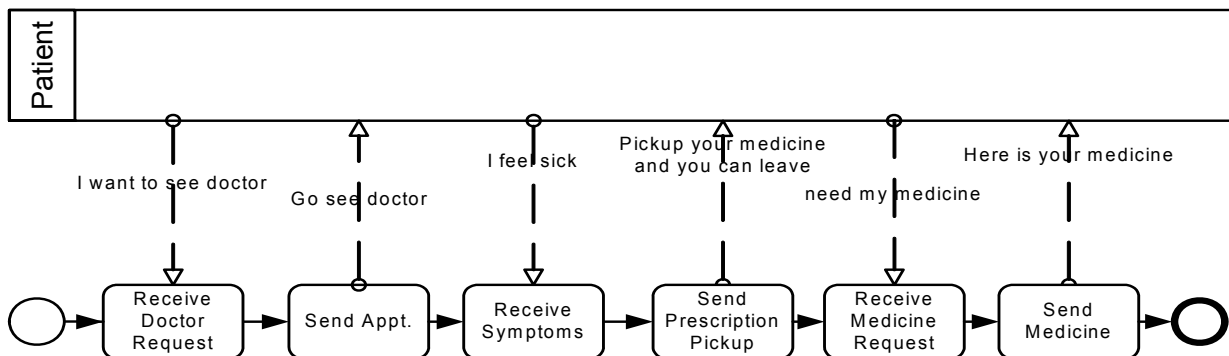 Patient
I want to see doctor
Go see doctor
I feel sick
Pickup your medicine
and you can leave
need my medicine
Here is your medicine
Receive
Doctor
Request
Send Appt.
Receive
Symptoms
Send
Prescription
Pickup
Receive
Medicine
Request
Send
Medicine